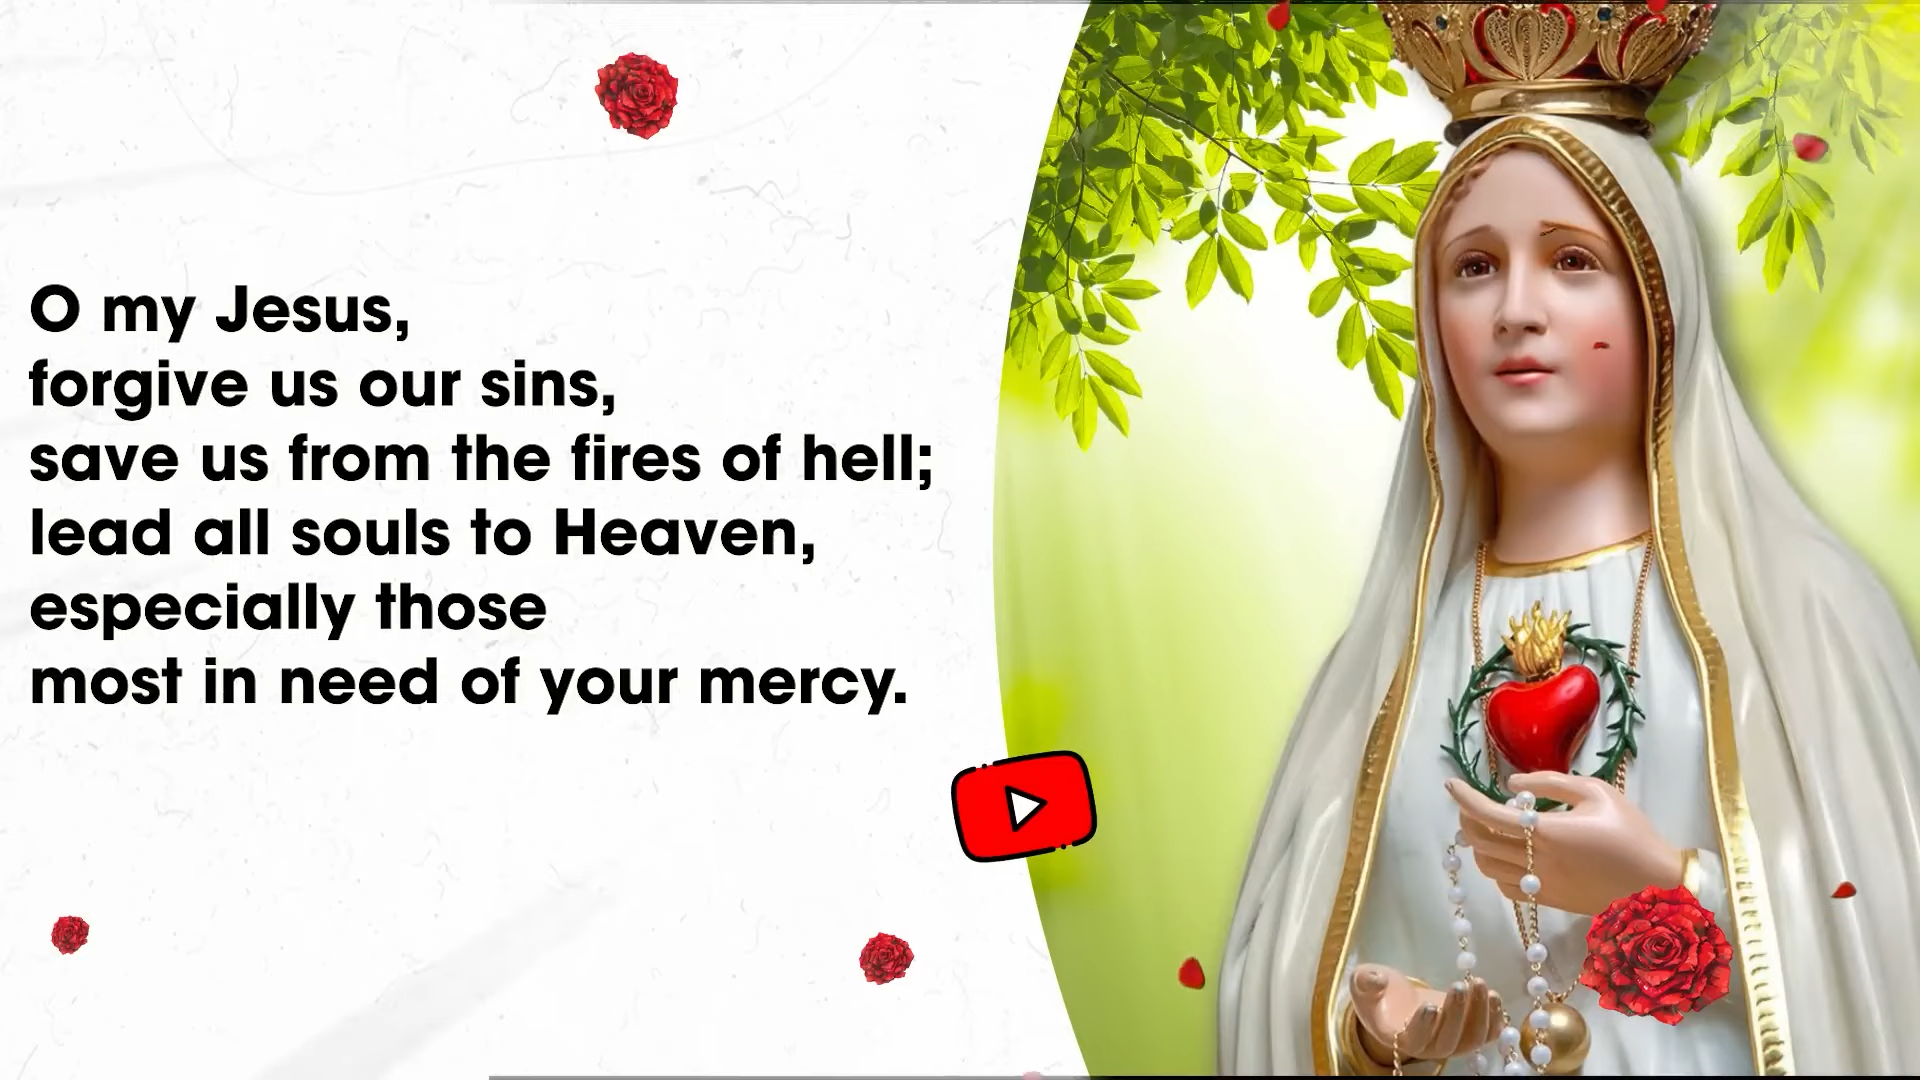 O my Jesus,
forgive us our sins,
save us from the fires of hell;
lead all souls to Heaven,
especially those
most in need of your mercy.